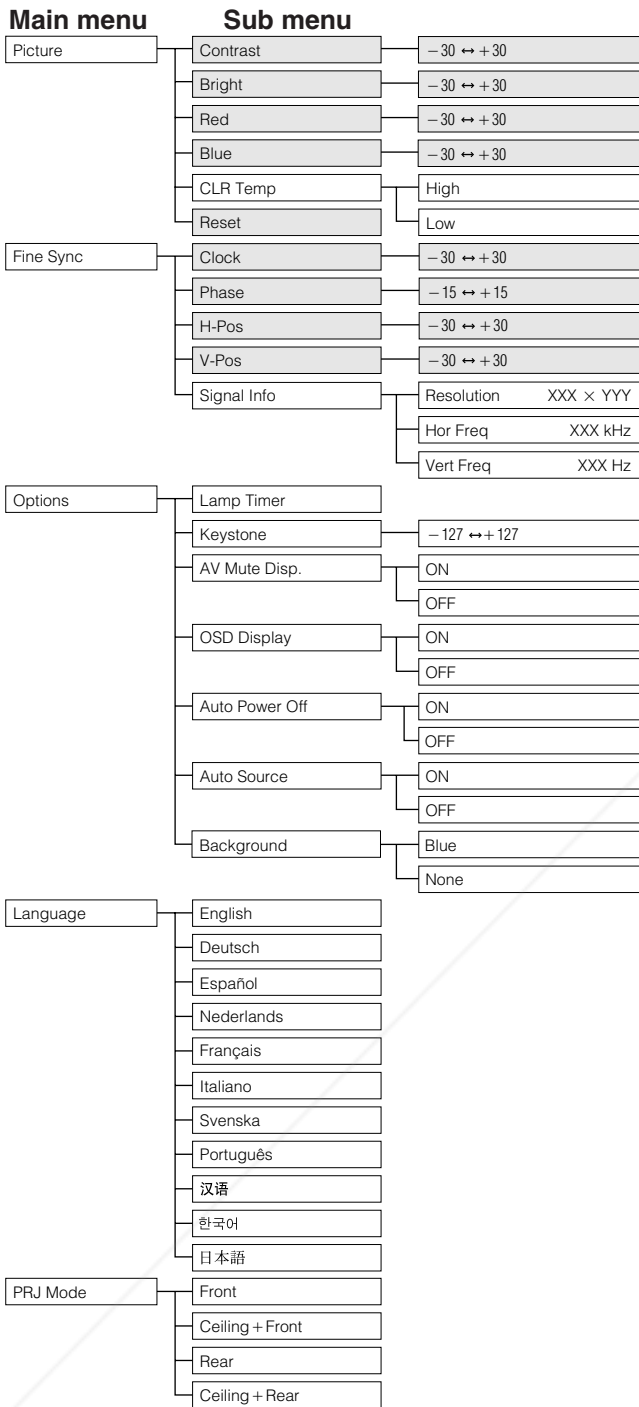 Main menu Sub menu
Picture Contrast −30 ↔ +30
Bright −30 ↔ +30
Red −30 ↔ +30
Blue −30 ↔ +30
CLR Temp High
Reset Low
Fine Sync Clock −30 ↔ +30
Phase −15 ↔ +15
H-Pos −30 ↔ +30
V-Pos −30 ↔ +30
Signal Info Resolution XXX × YYY
Hor Freq XXX kHz
Vert Freq XXX Hz
Options Lamp Timer
Keystone −127 ↔+127
AV Mute Disp. ON
OFF
OSD Display ON
OFF
Auto Power Off ON
OFF
Auto Source ON
OFF
Background Blue
None
Language English
Deutsch
Español
Nederlands
Français
Italiano
Svenska
Português
汉语
한국어
日本語
PRJ Mode Front
Ceiling+Front
Rear
Ceiling+Rear